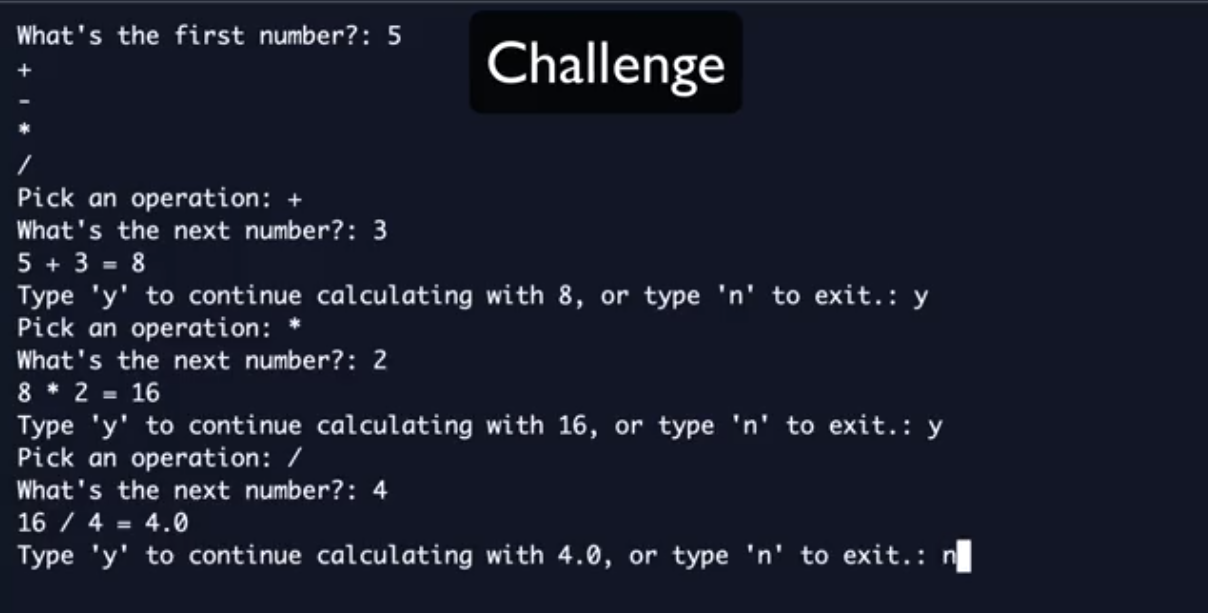 What's the first number?: 5
Challenge
+
-
*
/
Pick an operation: +
What's the next number?: 3
5 + 3 = 8
Type 'y' to continue calculating with 8, or type 'n' to exit.: y
Pick an operation: *
What's the next number?: 2
8 * 2 = 16
Type 'y' to continue calculating with 16, or type 'n' to exit.: y
Pick an operation: /
What's the next number?: 4
16 / 4 = 4.0
Type 'y' to continue calculating with 4.0, or type 'n' to exit.: n